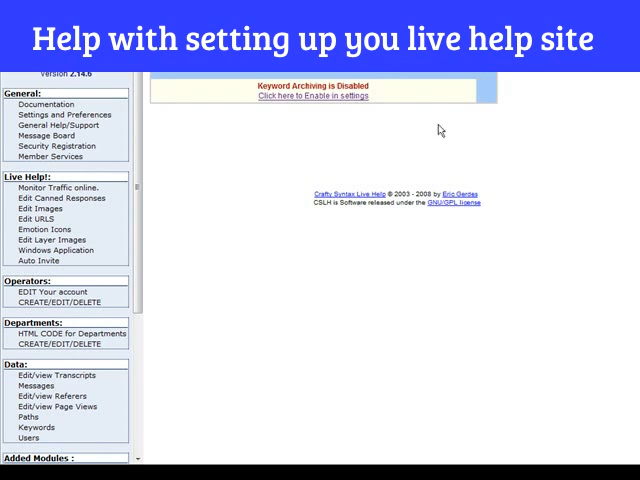 Help with setting up you live help site
Version 2.14.6
General:
Documentation
Settings and Preferences
General Help/Support
Message Board
Security Registration
Member Services
Live Help!:
Monitor Traffic online.
Edit Canned Responses
Edit Images
Edit URLS
Emotion Icons
Edit Layer Images
Windows Application
Auto Invite
Operators:
EDIT Your account
CREATE/EDIT/DELETE
Departments:
HTML CODE for Departments
CREATE/EDIT/DELETE
Data:
Edit/view Transcripts
Messages
Edit/view Referers
Edit/view Page Views
Paths
Keywords
Users
Added Modules :
Keyword Archiving is Disabled
Click here to Enable in settings
Crafty Syntax Live Help © 2003 - 2008 by Eric Gerdes
CSLH is Software released under the GNU/GPL license